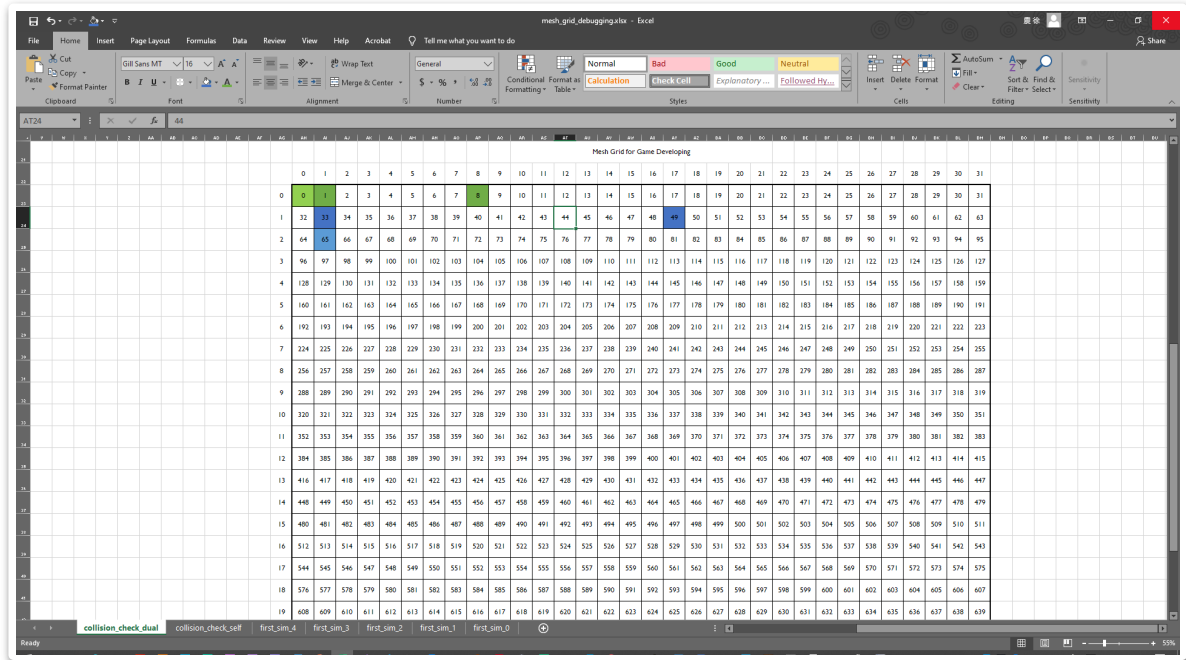 mesh_grid_debugging.xlsx - Excel
File Home Insert Page Layout Formulas Data Review View Help Acrobat Tell me what you want to do
Share
Paste
Cut
Copy
Format Painter
Clipboard
Gill Sans MT 16
B I U
Font
Wrap Text
Merge & Center
Alignment
General
$ % ,
Number
Conditional Formatting
Format as Table
Normal Bad Good Neutral
Calculation Check Cell Explanatory ... Followed Hy...
Styles
Insert Delete Format
Cells
AutoSum
Fill
Clear
Sort & Filter
Find & Select
Editing
Sensitivity
Sensitivity
AT24 fx 44
Mesh Grid for Game Developing
0 1 2 3 4 5 6 7 8 9 10 11 12 13 14 15 16 17 18 19 20 21 22 23 24 25 26 27 28 29 30 31
0 0 1 2 3 4 5 6 7 8 9 10 11 12 13 14 15 16 17 18 19 20 21 22 23 24 25 26 27 28 29 30 31
1 32 33 34 35 36 37 38 39 40 41 42 43 44 45 46 47 48 49 50 51 52 53 54 55 56 57 58 59 60 61 62 63
2 64 65 66 67 68 69 70 71 72 73 74 75 76 77 78 79 80 81 82 83 84 85 86 87 88 89 90 91 92 93 94 95
3 96 97 98 99 100 101 102 103 104 105 106 107 108 109 110 111 112 113 114 115 116 117 118 119 120 121 122 123 124 125 126 127
4 128 129 130 131 132 133 134 135 136 137 138 139 140 141 142 143 144 145 146 147 148 149 150 151 152 153 154 155 156 157 158 159
5 160 161 162 163 164 165 166 167 168 169 170 171 172 173 174 175 176 177 178 179 180 181 182 183 184 185 186 187 188 189 190 191
6 192 193 194 195 196 197 198 199 200 201 202 203 204 205 206 207 208 209 210 211 212 213 214 215 216 217 218 219 220 221 222 223
7 224 225 226 227 228 229 230 231 232 233 234 235 236 237 238 239 240 241 242 243 244 245 246 247 248 249 250 251 252 253 254 255
8 256 257 258 259 260 261 262 263 264 265 266 267 268 269 270 271 272 273 274 275 276 277 278 279 280 281 282 283 284 285 286 287
9 288 289 290 291 292 293 294 295 296 297 298 299 300 301 302 303 304 305 306 307 308 309 310 311 312 313 314 315 316 317 318 319
10 320 321 322 323 324 325 326 327 328 329 330 331 332 333 334 335 336 337 338 339 340 341 342 343 344 345 346 347 348 349 350 351
11 352 353 354 355 356 357 358 359 360 361 362 363 364 365 366 367 368 369 370 371 372 373 374 375 376 377 378 379 380 381 382 383
12 384 385 386 387 388 389 390 391 392 393 394 395 396 397 398 399 400 401 402 403 404 405 406 407 408 409 410 411 412 413 414 415
13 416 417 418 419 420 421 422 423 424 425 426 427 428 429 430 431 432 433 434 435 436 437 438 439 440 441 442 443 444 445 446 447
14 448 449 450 451 452 453 454 455 456 457 458 459 460 461 462 463 464 465 466 467 468 469 470 471 472 473 474 475 476 477 478 479
15 480 481 482 483 484 485 486 487 488 489 490 491 492 493 494 495 496 497 498 499 500 501 502 503 504 505 506 507 508 509 510 511
16 512 513 514 515 516 517 518 519 520 521 522 523 524 525 526 527 528 529 530 531 532 533 534 535 536 537 538 539 540 541 542 543
17 544 545 546 547 548 549 550 551 552 553 554 555 556 557 558 559 560 561 562 563 564 565 566 567 568 569 570 571 572 573 574 575
18 576 577 578 579 580 581 582 583 584 585 586 587 588 589 590 591 592 593 594 595 596 597 598 599 600 601 602 603 604 605 606 607
19 608 609 610 611 612 613 614 615 616 617 618 619 620 621 622 623 624 625 626 627 628 629 630 631 632 633 634 635 636 637 638 639
collision_check_dual collision_check_self first_sim_4 first_sim_3 first_sim_2 first_sim_1 first_sim_0
Ready
55%